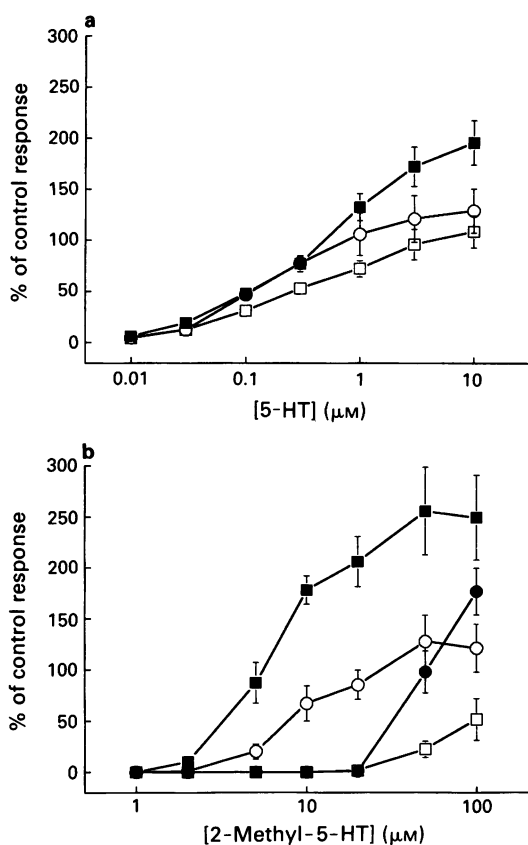 a
300
250
200
150
100
50
0
% of control response
0.01 0.1 1 10
[5-HT] (μM)
b
300
250
200
150
100
50
0
% of control response
1 10 100
[2-Methyl-5-HT] (μM)